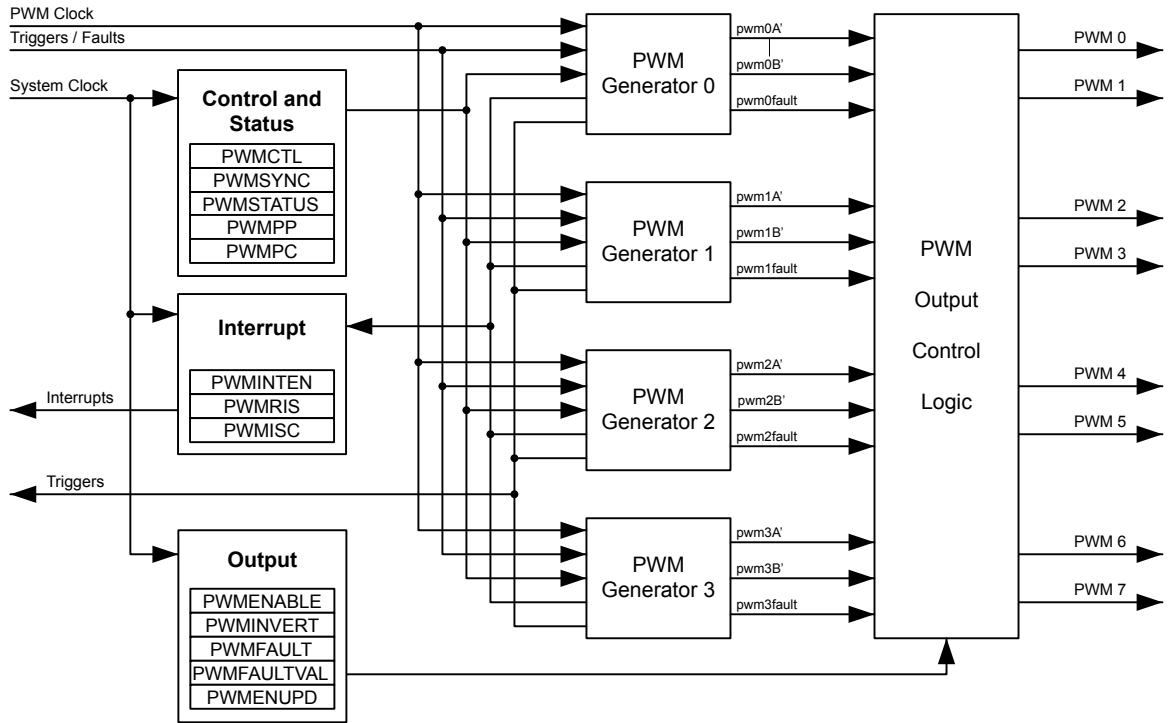 PWM Clock
Triggers / Faults
System Clock
Control and
Status
PWMCTL
PWMSYNC
PWMSTATUS
PWMPP
PWMPC
Interrupt
PWMINTEN
PWMRIS
PWMISC
Interrupts
Triggers
Output
PWMENABLE
PWMINVERT
PWMFAULT
PWMFAULTVAL
PWMENUPD
PWM
Generator 0
pwm0A'
pwm0B'
pwm0fault
PWM
Generator 1
pwm1A'
pwm1B'
pwm1fault
PWM
Generator 2
pwm2A'
pwm2B'
pwm2fault
PWM
Generator 3
pwm3A'
pwm3B'
pwm3fault
PWM
Output
Control
Logic
PWM 0
PWM 1
PWM 2
PWM 3
PWM 4
PWM 5
PWM 6
PWM 7